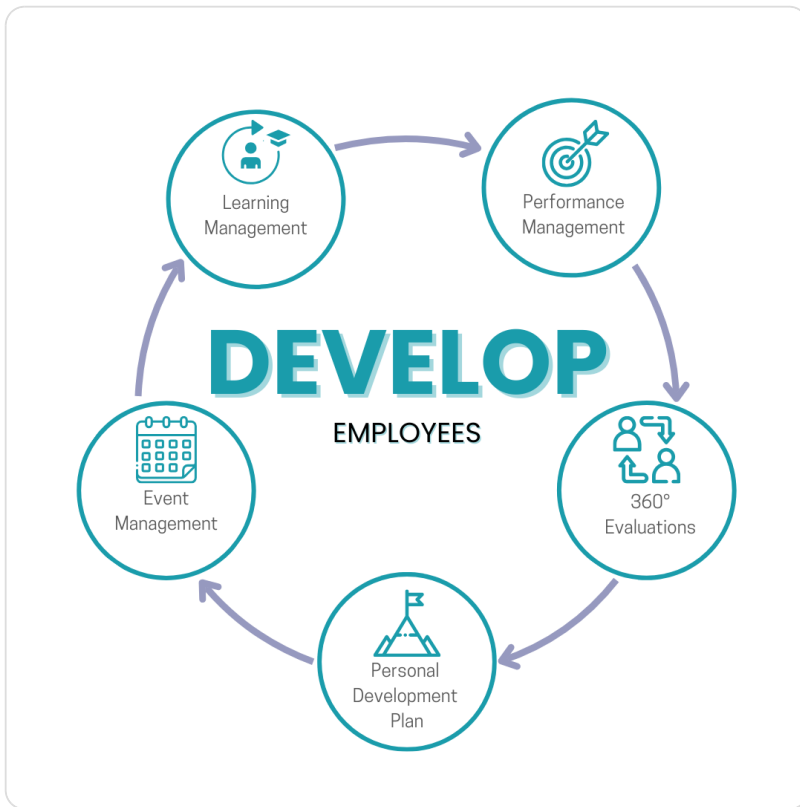 Learning
Management
Performance
Management
DEVELOP
EMPLOYEES
Event
Management
360°
Evaluations
Personal
Development
Plan